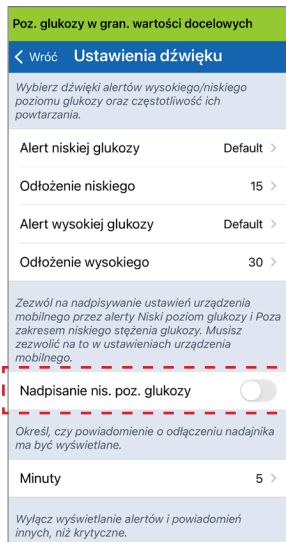 Poz. glukozy w gran. wartości docelowych
Wróć Ustawienia dźwięku
Wybierz dźwięki alertów wysokiego/niskiego
poziomu glukozy oraz częstotliwość ich
powtarzania.
Alert niskiej glukozy Default
Odłożenie niskiego 15
Alert wysokiej glukozy Default
Odłożenie wysokiego 30
Zezwól na nadpisywanie ustawień urządzenia
mobilnego przez alerty Niski poziom glukozy i Poza
zakresem niskiego stężenia glukozy. Musisz
zezwolić na to w ustawieniach urządzenia
mobilnego.
Nadpisanie nis. poz. glukozy
Określ, czy powiadomienie o odłączeniu nadajnika
ma być wyświetlane.
Minuty 5
Wyłącz wyświetlanie alertów i powiadomień
innych, niż krytyczne.